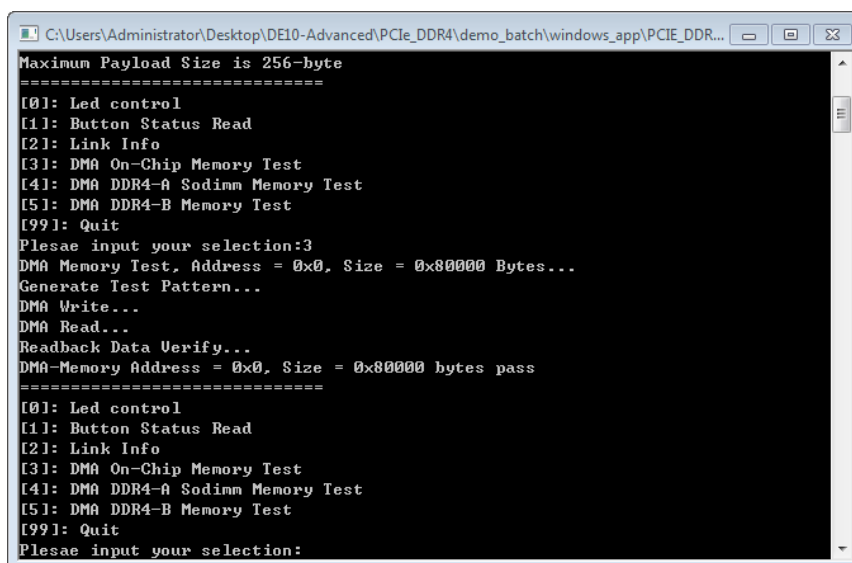 C:\Users\Administrator\Desktop\DE10-Advanced\PCIe_DDR4\demo_batch\windows_app\PCIE_DDR...
Maximum Payload Size is 256-byte
==============================
[0]: Led control
[1]: Button Status Read
[2]: Link Info
[3]: DMA On-Chip Memory Test
[4]: DMA DDR4-A Sodimm Memory Test
[5]: DMA DDR4-B Memory Test
[99]: Quit
Plesae input your selection:3
DMA Memory Test, Address = 0x0, Size = 0x80000 Bytes...
Generate Test Pattern...
DMA Write...
DMA Read...
Readback Data Verify...
DMA-Memory Address = 0x0, Size = 0x80000 bytes pass
==============================
[0]: Led control
[1]: Button Status Read
[2]: Link Info
[3]: DMA On-Chip Memory Test
[4]: DMA DDR4-A Sodimm Memory Test
[5]: DMA DDR4-B Memory Test
[99]: Quit
Plesae input your selection: